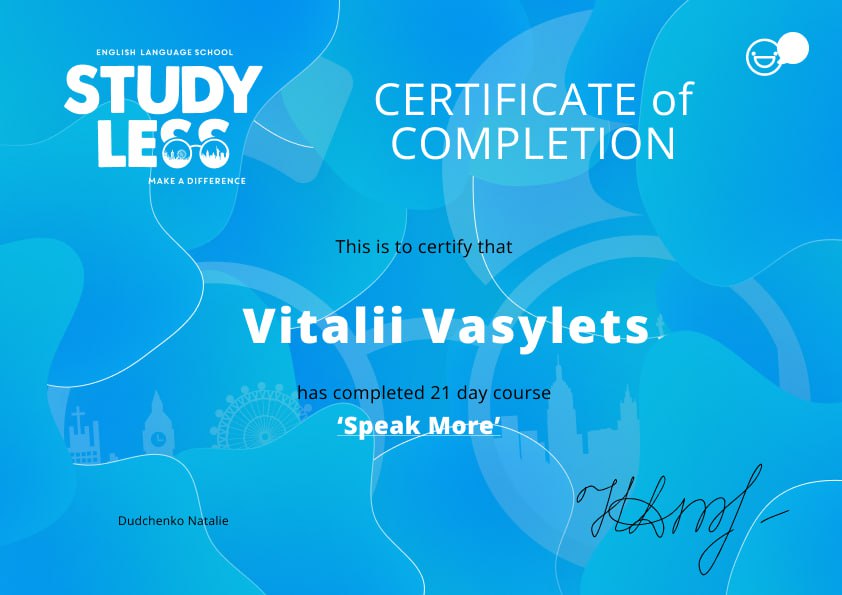 ENGLISH LANGUAGE SCHOOL
STUDY
LESS
MAKE A DIFFERENCE
CERTIFICATE of
COMPLETION
This is to certify that
Vitalii Vasylets
has completed 21 day course
‘Speak More’
Dudchenko Natalie